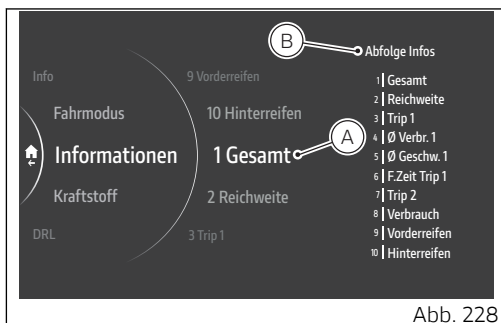 B
Abfolge Infos
Info
Fahrmodus
Informationen
Kraftstoff
DRL
9 Vorderreifen
10 Hinterreifen
1 Gesamt
2 Reichweite
3 Trip 1
A
1 Gesamt
2 Reichweite
3 Trip 1
4 Ø Verbr. 1
5 Ø Geschw. 1
6 F.Zeit Trip 1
7 Trip 2
8 Verbrauch
9 Vorderreifen
10 Hinterreifen
Abb. 228